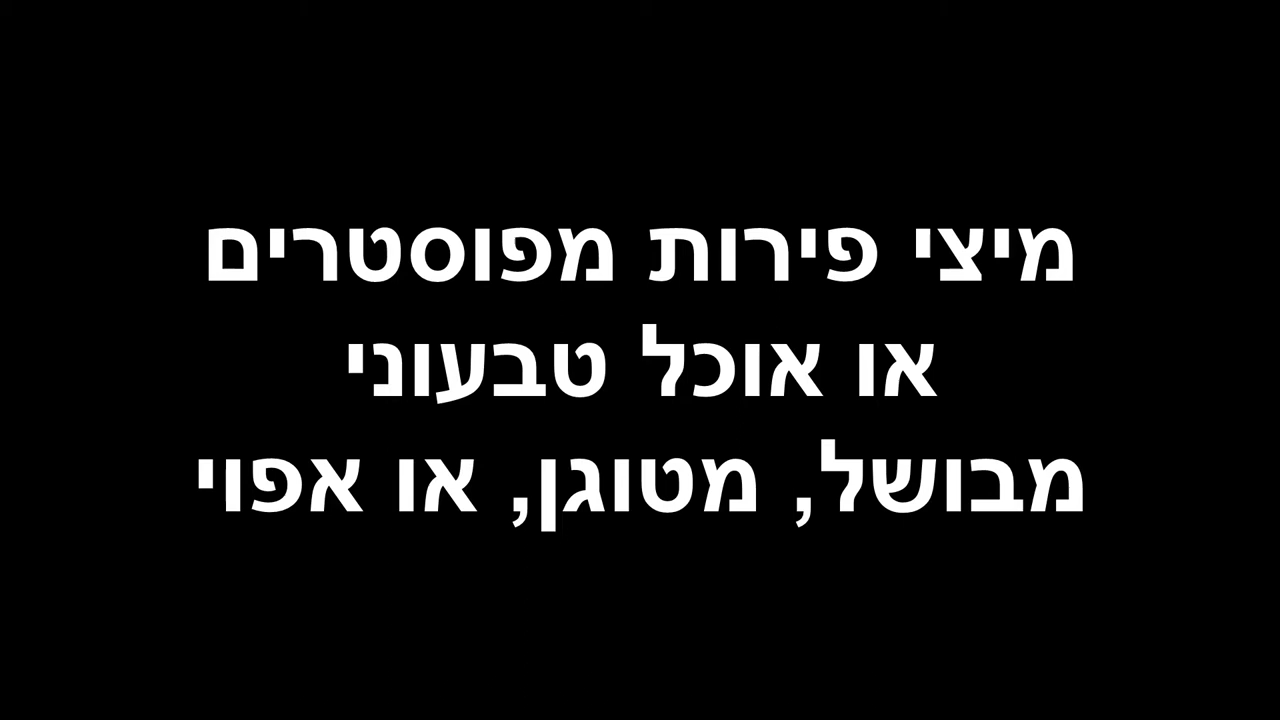 מיצי פירות מפוסטרים
או אוכל טבעוני
מבושל, מטוגן, או אפוי